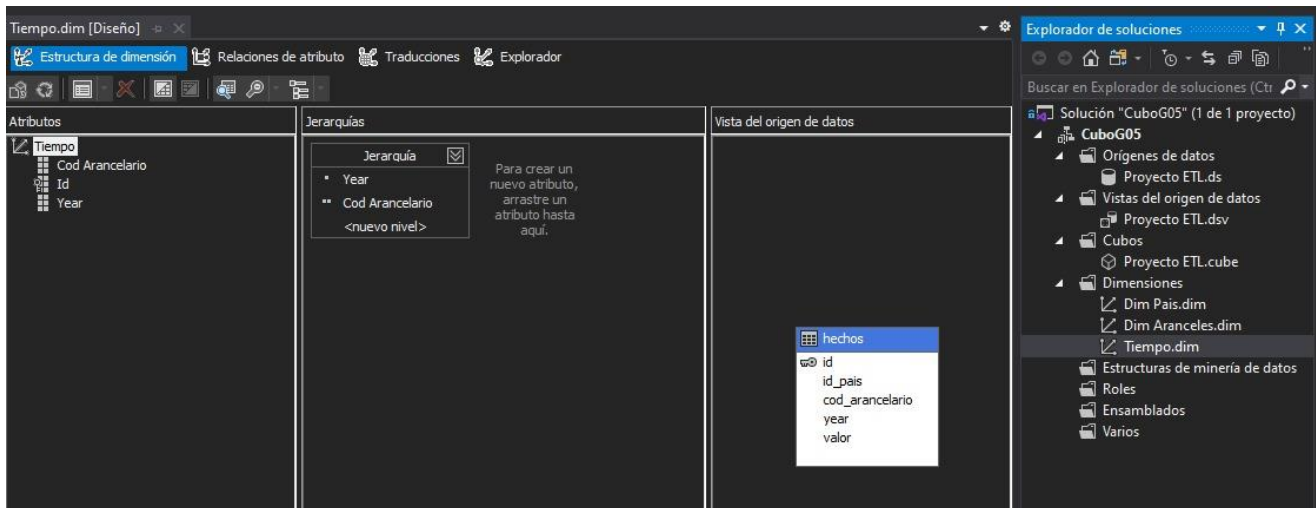 Tiempo.dim [Diseño]
Estructura de dimensión
Relaciones de atributo
Traducciones
Explorador
Atributos
Tiempo
Cod Arancelario
Id
Year
Jerarquías
Jerarquía
Year
Cod Arancelario
<nuevo nivel>
Para crear un
nuevo atributo,
arrastre un
atributo hasta
aquí.
Vista del origen de datos
hechos
id
id_pais
cod_arancelario
year
valor
Explorador de soluciones
Buscar en Explorador de soluciones (Ctr
Solución "CuboG05" (1 de 1 proyecto)
CuboG05
Orígenes de datos
Proyecto ETL.ds
Vistas del origen de datos
Proyecto ETL.dsv
Cubos
Proyecto ETL.cube
Dimensiones
Dim Pais.dim
Dim Aranceles.dim
Tiempo.dim
Estructuras de minería de datos
Roles
Ensamblados
Varios